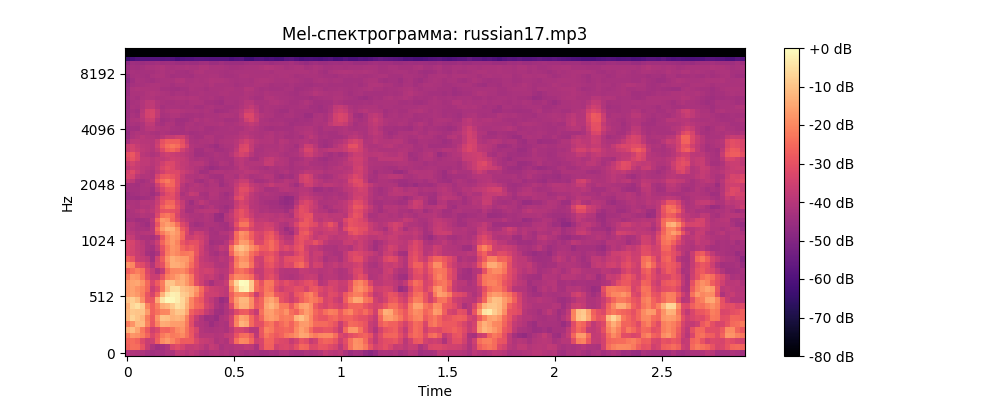 Mel-спектрограмма: russian17.mp3
+0 dB
8192
-10 dB
4096
-20 dB
-30 dB
2048
-40 dB
Hz
1024
-50 dB
-60 dB
512
-70 dB
0
-80 dB
0 0.5 1 1.5 2 2.5
Time